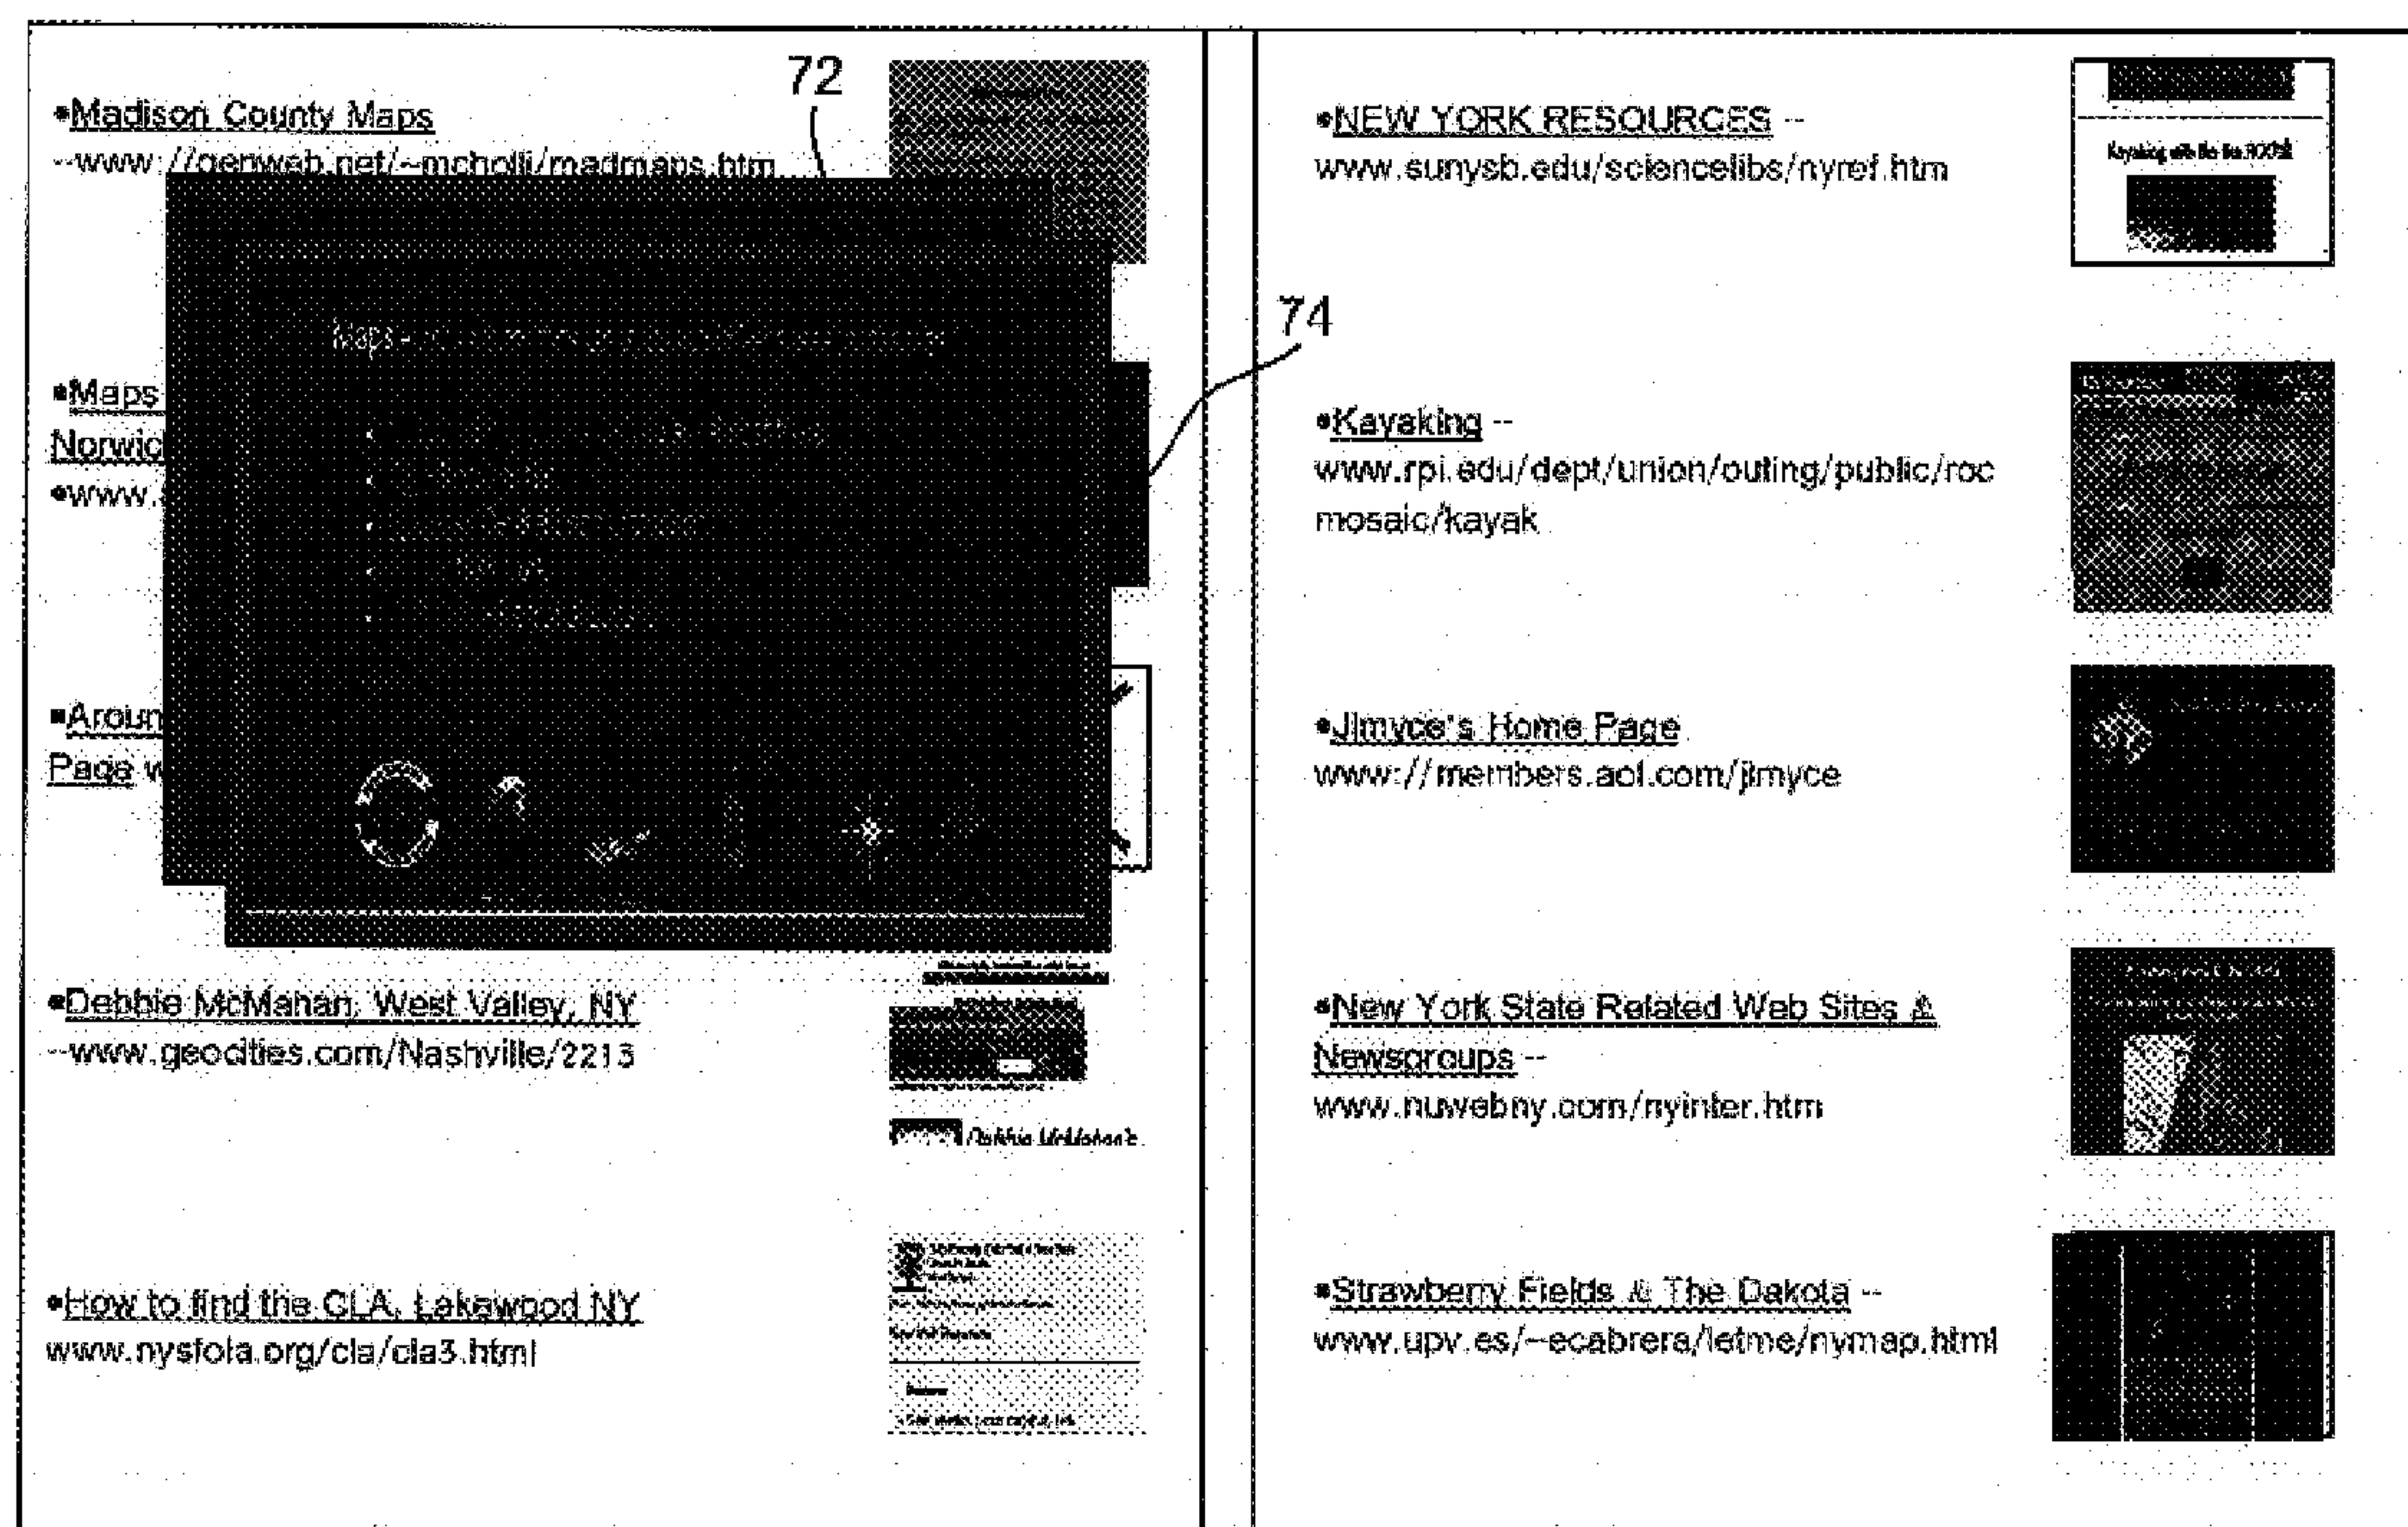 72
•Madison County Maps
--www.://genweb.net/~mcholli/madmaps.htm
Maps -
•Maps
Norwic
•www.
•Aroun
Page w
•Debbie McMahan, West Valley, NY
--www.geocities.com/Nashville/2213
•How to find the CLA, Lakewood NY
www.nysfola.org/cla/cla3.html
74
•NEW YORK RESOURCES --
www.sunysb.edu/sciencelibs/nyref.htm
•Kayaking --
www.rpi.edu/dept/union/outing/public/roc
mosaic/kayak
•Jimyce's Home Page
www://members.aol.com/jimyce
•New York State Related Web Sites &
Newsgroups --
www.nuwebny.com/nyinter.htm
•Strawberry Fields & The Dakota --
www.upv.es/~ecabrera/letme/nymap.html